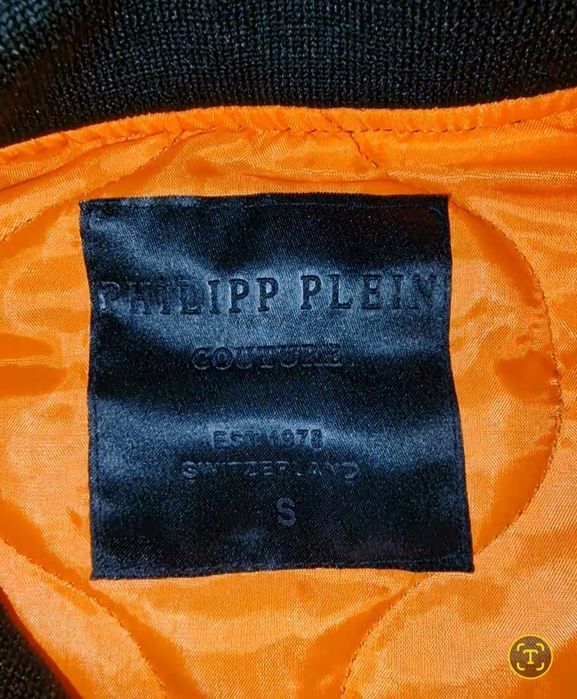 PHILIPP PLEIN
COUTURE
EST. 1978
SWITZERLAND
S
T